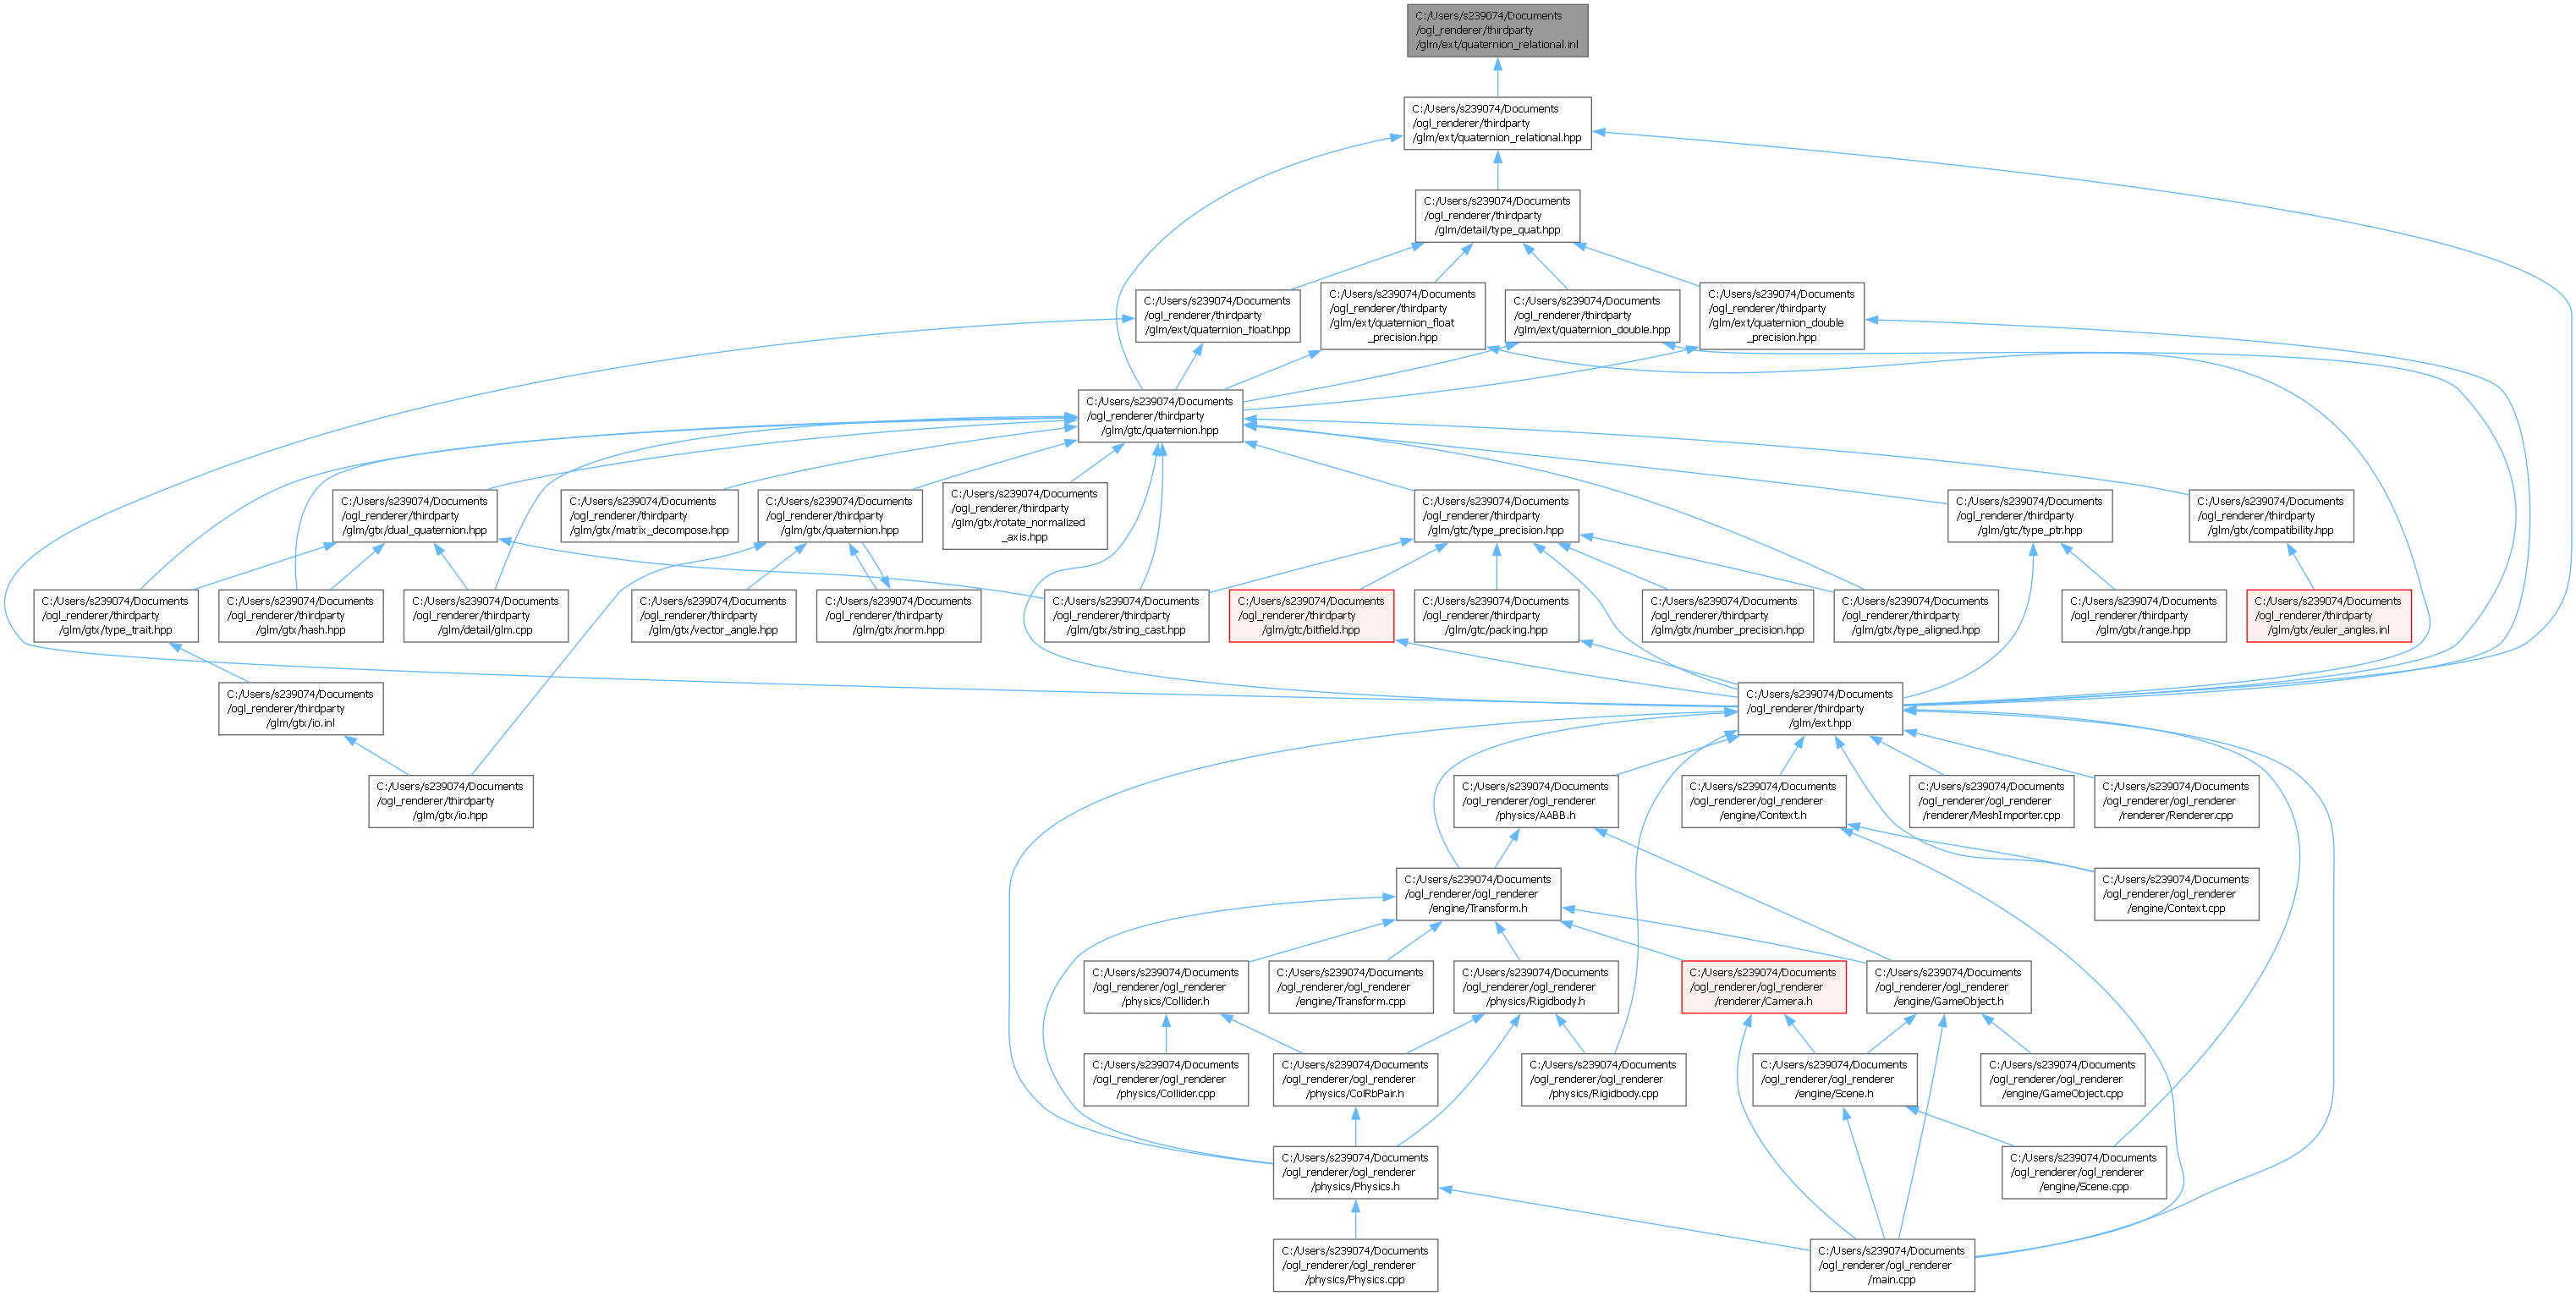 C:/Users/s239074/Documents
/ogl_renderer/thirdparty
/glm/ext/quaternion_relational.inl
C:/Users/s239074/Documents
/ogl_renderer/thirdparty
/glm/ext/quaternion_relational.hpp
C:/Users/s239074/Documents
/ogl_renderer/thirdparty
/glm/detail/type_quat.hpp
C:/Users/s239074/Documents
/ogl_renderer/thirdparty
/glm/ext/quaternion_float.hpp
C:/Users/s239074/Documents
/ogl_renderer/thirdparty
/glm/ext/quaternion_float
_precision.hpp
C:/Users/s239074/Documents
/ogl_renderer/thirdparty
/glm/ext/quaternion_double.hpp
C:/Users/s239074/Documents
/ogl_renderer/thirdparty
/glm/ext/quaternion_double
_precision.hpp
C:/Users/s239074/Documents
/ogl_renderer/thirdparty
/glm/gtc/quaternion.hpp
C:/Users/s239074/Documents
/ogl_renderer/thirdparty
/glm/gtx/dual_quaternion.hpp
C:/Users/s239074/Documents
/ogl_renderer/thirdparty
/glm/gtx/matrix_decompose.hpp
C:/Users/s239074/Documents
/ogl_renderer/thirdparty
/glm/gtx/quaternion.hpp
C:/Users/s239074/Documents
/ogl_renderer/thirdparty
/glm/gtx/rotate_normalized
_axis.hpp
C:/Users/s239074/Documents
/ogl_renderer/thirdparty
/glm/gtc/type_precision.hpp
C:/Users/s239074/Documents
/ogl_renderer/thirdparty
/glm/gtc/type_ptr.hpp
C:/Users/s239074/Documents
/ogl_renderer/thirdparty
/glm/gtx/compatibility.hpp
C:/Users/s239074/Documents
/ogl_renderer/thirdparty
/glm/gtx/type_trait.hpp
C:/Users/s239074/Documents
/ogl_renderer/thirdparty
/glm/gtx/hash.hpp
C:/Users/s239074/Documents
/ogl_renderer/thirdparty
/glm/detail/glm.cpp
C:/Users/s239074/Documents
/ogl_renderer/thirdparty
/glm/gtx/vector_angle.hpp
C:/Users/s239074/Documents
/ogl_renderer/thirdparty
/glm/gtx/norm.hpp
C:/Users/s239074/Documents
/ogl_renderer/thirdparty
/glm/gtx/string_cast.hpp
C:/Users/s239074/Documents
/ogl_renderer/thirdparty
/glm/gtc/bitfield.hpp
C:/Users/s239074/Documents
/ogl_renderer/thirdparty
/glm/gtc/packing.hpp
C:/Users/s239074/Documents
/ogl_renderer/thirdparty
/glm/gtx/number_precision.hpp
C:/Users/s239074/Documents
/ogl_renderer/thirdparty
/glm/gtx/type_aligned.hpp
C:/Users/s239074/Documents
/ogl_renderer/thirdparty
/glm/gtx/range.hpp
C:/Users/s239074/Documents
/ogl_renderer/thirdparty
/glm/gtx/euler_angles.inl
C:/Users/s239074/Documents
/ogl_renderer/thirdparty
/glm/gtx/io.inl
C:/Users/s239074/Documents
/ogl_renderer/thirdparty
/glm/ext.hpp
C:/Users/s239074/Documents
/ogl_renderer/thirdparty
/glm/gtx/io.hpp
C:/Users/s239074/Documents
/ogl_renderer/ogl_renderer
/physics/AABB.h
C:/Users/s239074/Documents
/ogl_renderer/ogl_renderer
/engine/Context.h
C:/Users/s239074/Documents
/ogl_renderer/ogl_renderer
/renderer/MeshImporter.cpp
C:/Users/s239074/Documents
/ogl_renderer/ogl_renderer
/renderer/Renderer.cpp
C:/Users/s239074/Documents
/ogl_renderer/ogl_renderer
/engine/Transform.h
C:/Users/s239074/Documents
/ogl_renderer/ogl_renderer
/engine/Context.cpp
C:/Users/s239074/Documents
/ogl_renderer/ogl_renderer
/physics/Collider.h
C:/Users/s239074/Documents
/ogl_renderer/ogl_renderer
/engine/Transform.cpp
C:/Users/s239074/Documents
/ogl_renderer/ogl_renderer
/physics/Rigidbody.h
C:/Users/s239074/Documents
/ogl_renderer/ogl_renderer
/renderer/Camera.h
C:/Users/s239074/Documents
/ogl_renderer/ogl_renderer
/engine/GameObject.h
C:/Users/s239074/Documents
/ogl_renderer/ogl_renderer
/physics/Collider.cpp
C:/Users/s239074/Documents
/ogl_renderer/ogl_renderer
/physics/ColRbPair.h
C:/Users/s239074/Documents
/ogl_renderer/ogl_renderer
/physics/Rigidbody.cpp
C:/Users/s239074/Documents
/ogl_renderer/ogl_renderer
/engine/Scene.h
C:/Users/s239074/Documents
/ogl_renderer/ogl_renderer
/engine/GameObject.cpp
C:/Users/s239074/Documents
/ogl_renderer/ogl_renderer
/physics/Physics.h
C:/Users/s239074/Documents
/ogl_renderer/ogl_renderer
/engine/Scene.cpp
C:/Users/s239074/Documents
/ogl_renderer/ogl_renderer
/physics/Physics.cpp
C:/Users/s239074/Documents
/ogl_renderer/ogl_renderer
/main.cpp